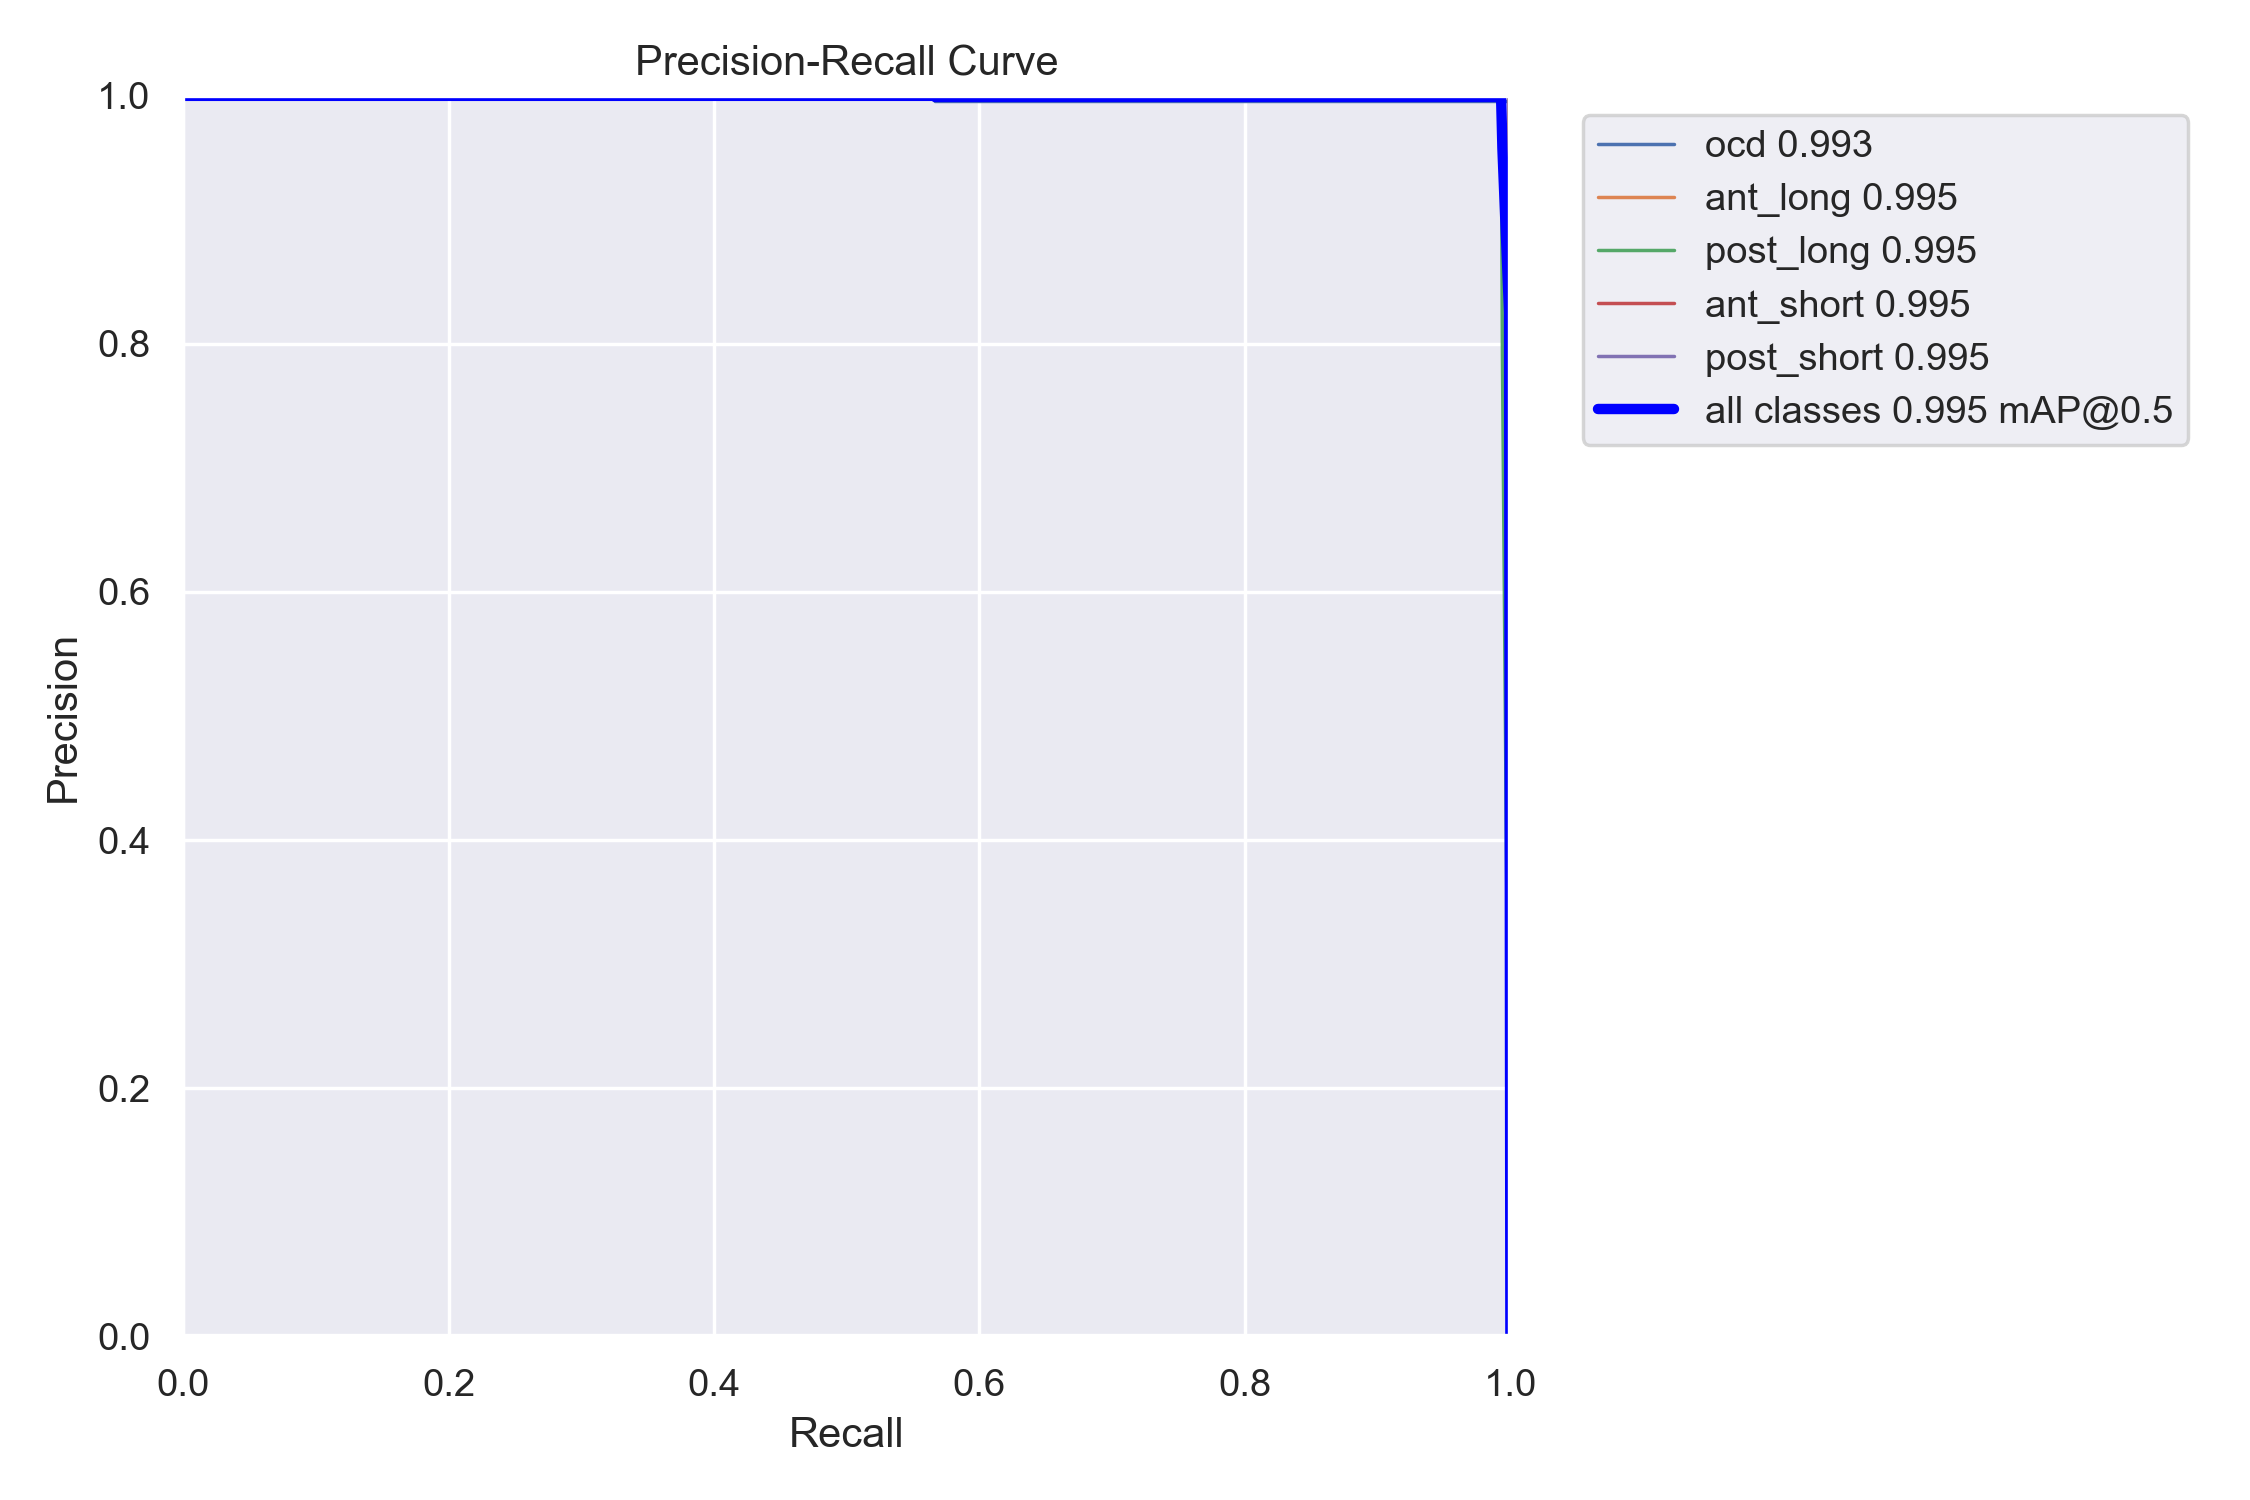 Precision-Recall Curve
1.0
0.8
0.6
0.4
0.2
0.0
Precision
0.0 0.2 0.4 0.6 0.8 1.0
Recall
ocd 0.993
ant_long 0.995
post_long 0.995
ant_short 0.995
post_short 0.995
all classes 0.995 mAP@0.5